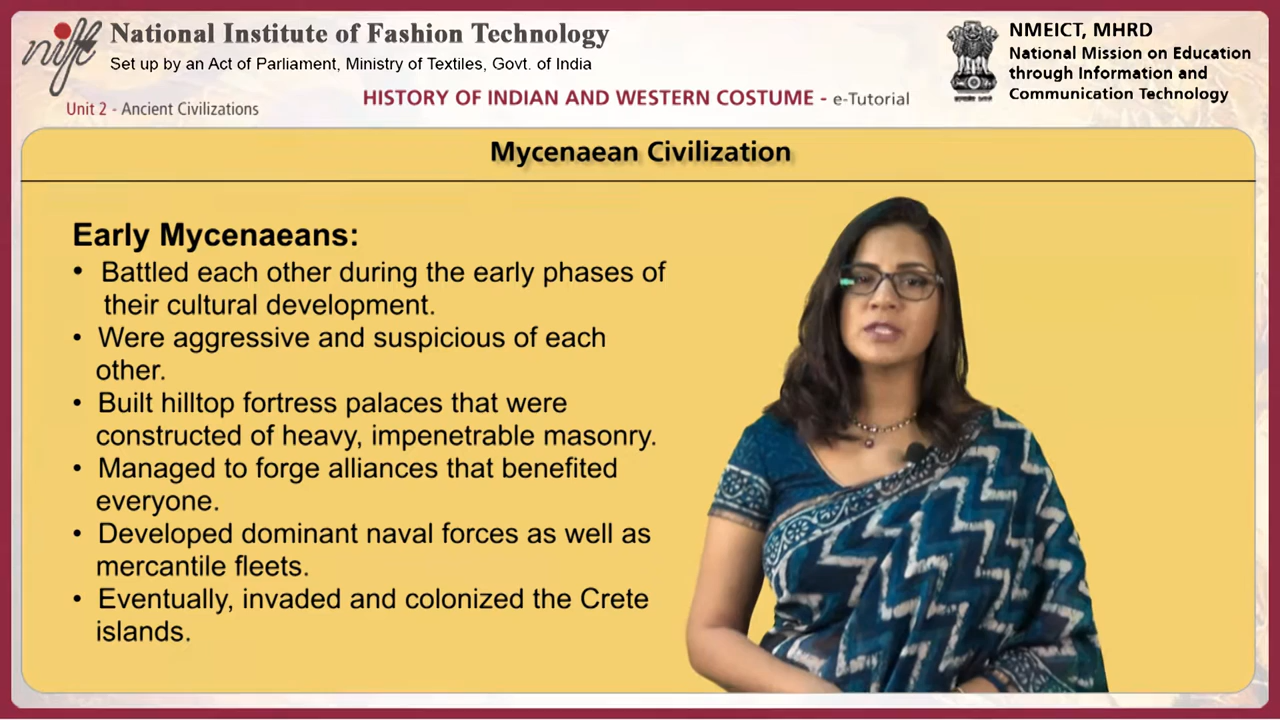 nift
National Institute of Fashion Technology
Set up by an Act of Parliament, Ministry of Textiles, Govt. of India
Unit 2 - Ancient Civilizations
HISTORY OF INDIAN AND WESTERN COSTUME - e-Tutorial
NMEICT, MHRD
National Mission on Education
through Information and
Communication Technology
Mycenaean Civilization
Early Mycenaeans:
• Battled each other during the early phases of
their cultural development.
• Were aggressive and suspicious of each
other.
• Built hilltop fortress palaces that were
constructed of heavy, impenetrable masonry.
• Managed to forge alliances that benefited
everyone.
• Developed dominant naval forces as well as
mercantile fleets.
• Eventually, invaded and colonized the Crete
islands.